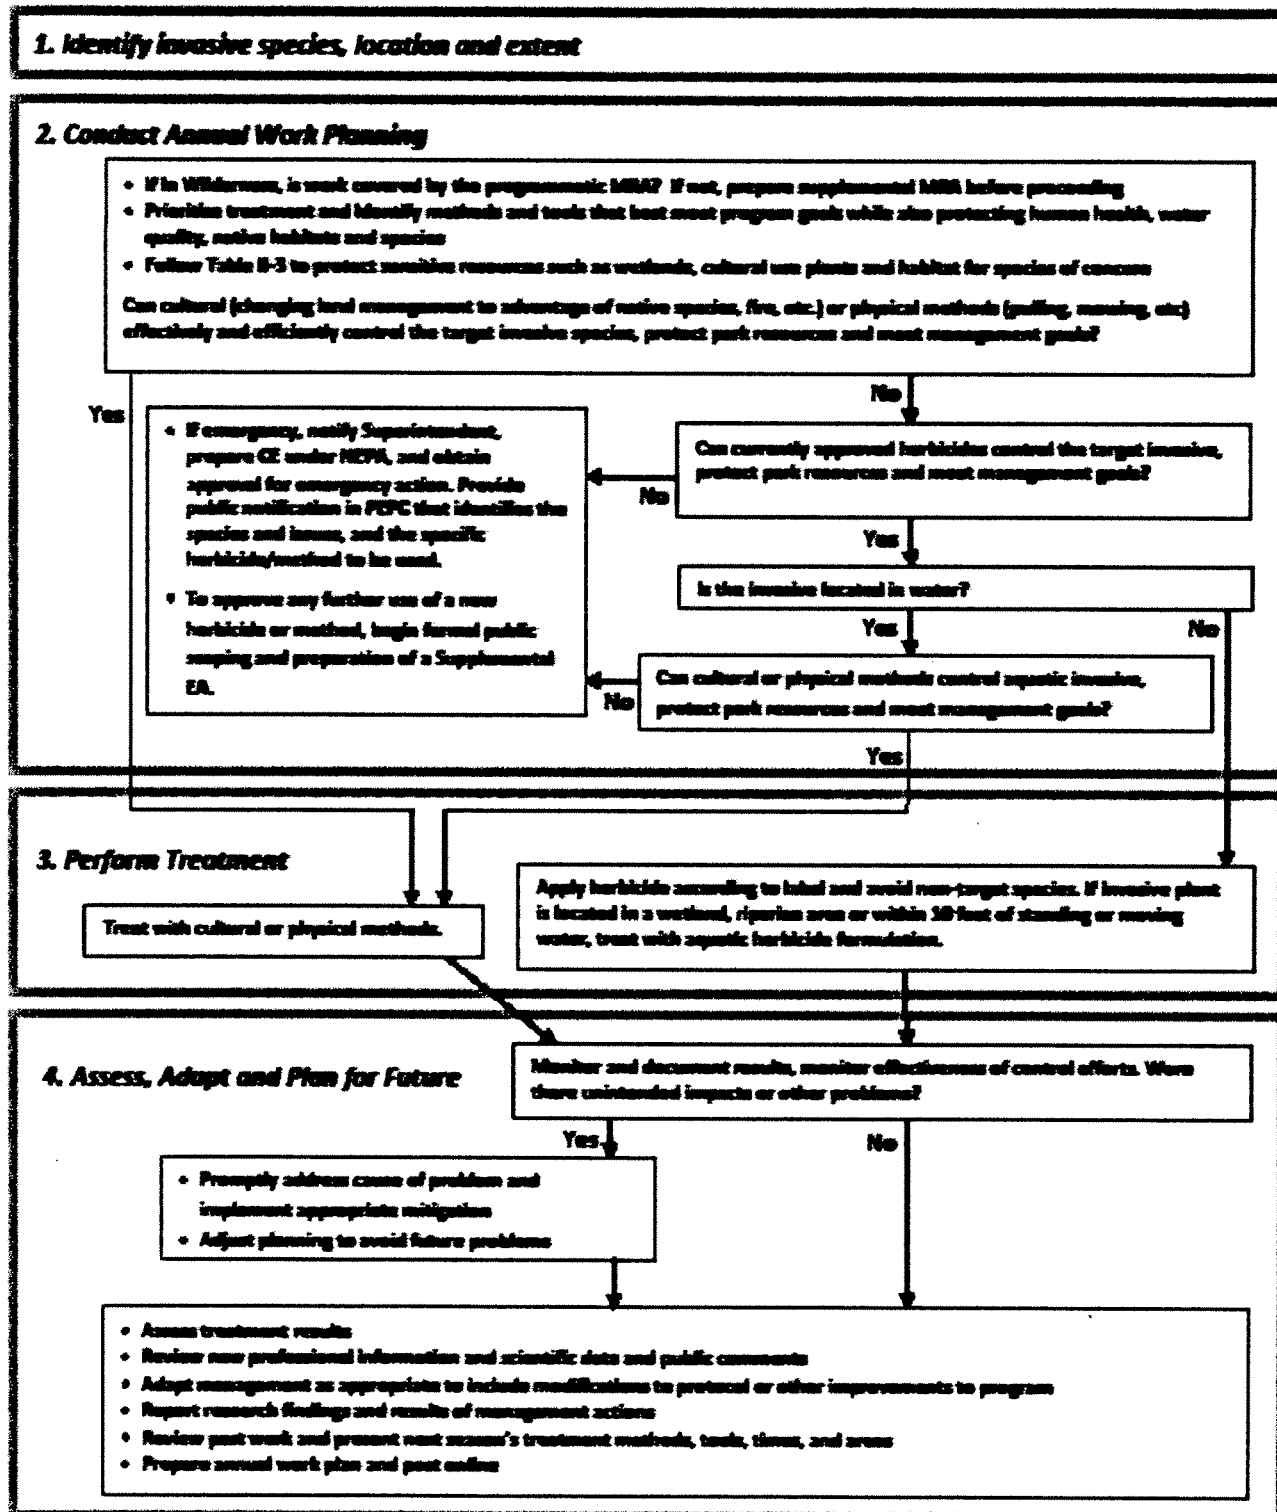 1. Identify invasive species, location and extent
2. Conduct Annual Work Planning
• If in Wilderness, is work covered by the programmatic MRA? If not, prepare supplemental MRA before proceeding
• Prioritize treatment and identify methods and tools that best meet program goals while also protecting human health, water
quality, native habitats and species
• Follow Table II-3 to protect sensitive resources such as wetlands, cultural use plants and habitat for species of concern
Can cultural (changing land management to advantage of native species, fire, etc.) or physical methods (pulling, mowing, etc)
effectively and efficiently control the target invasive species, protect park resources and meet management goals?
Yes
No
• If emergency, notify Superintendent,
prepare CE under NEPA, and obtain
approval for emergency action. Provide
public notification in PEPC that identifies the
species and issues, and the specific
herbicide/method to be used.
• To approve any further use of a new
herbicide or method, begin formal public
scoping and preparation of a Supplmental
EA.
Can currently approved herbicides control the target invasive,
protect park resources and meet management goals?
No
Yes
Is the invasive located in water?
Yes
No
Can cultural or physical methods control aquatic invasive,
protect park resources and meet management goals?
No
Yes
3. Perform Treatment
Treat with cultural or physical methods.
Apply herbicide according to label and avoid non-target species. If invasive plant
is located in a wetland, riparian area or within 10 feet of standing or moving
water, treat with aquatic herbicide formulation.
4. Assess, Adapt and Plan for Future
Monitor and document results, monitor effectiveness of control efforts. Were
there unintended impacts or other problems?
Yes
No
• Promptly address cause of problem and
implement appropriate mitigation
• Adjust planning to avoid future problems
• Assess treatment results
• Review new professional information and scientific data and public comments
• Adapt management as appropriate to include modifications to protocol or other improvements to program
• Report research findings and results of management actions
• Review past work and present next season's treatment methods, tools, times, and areas
• Prepare annual work plan and post online